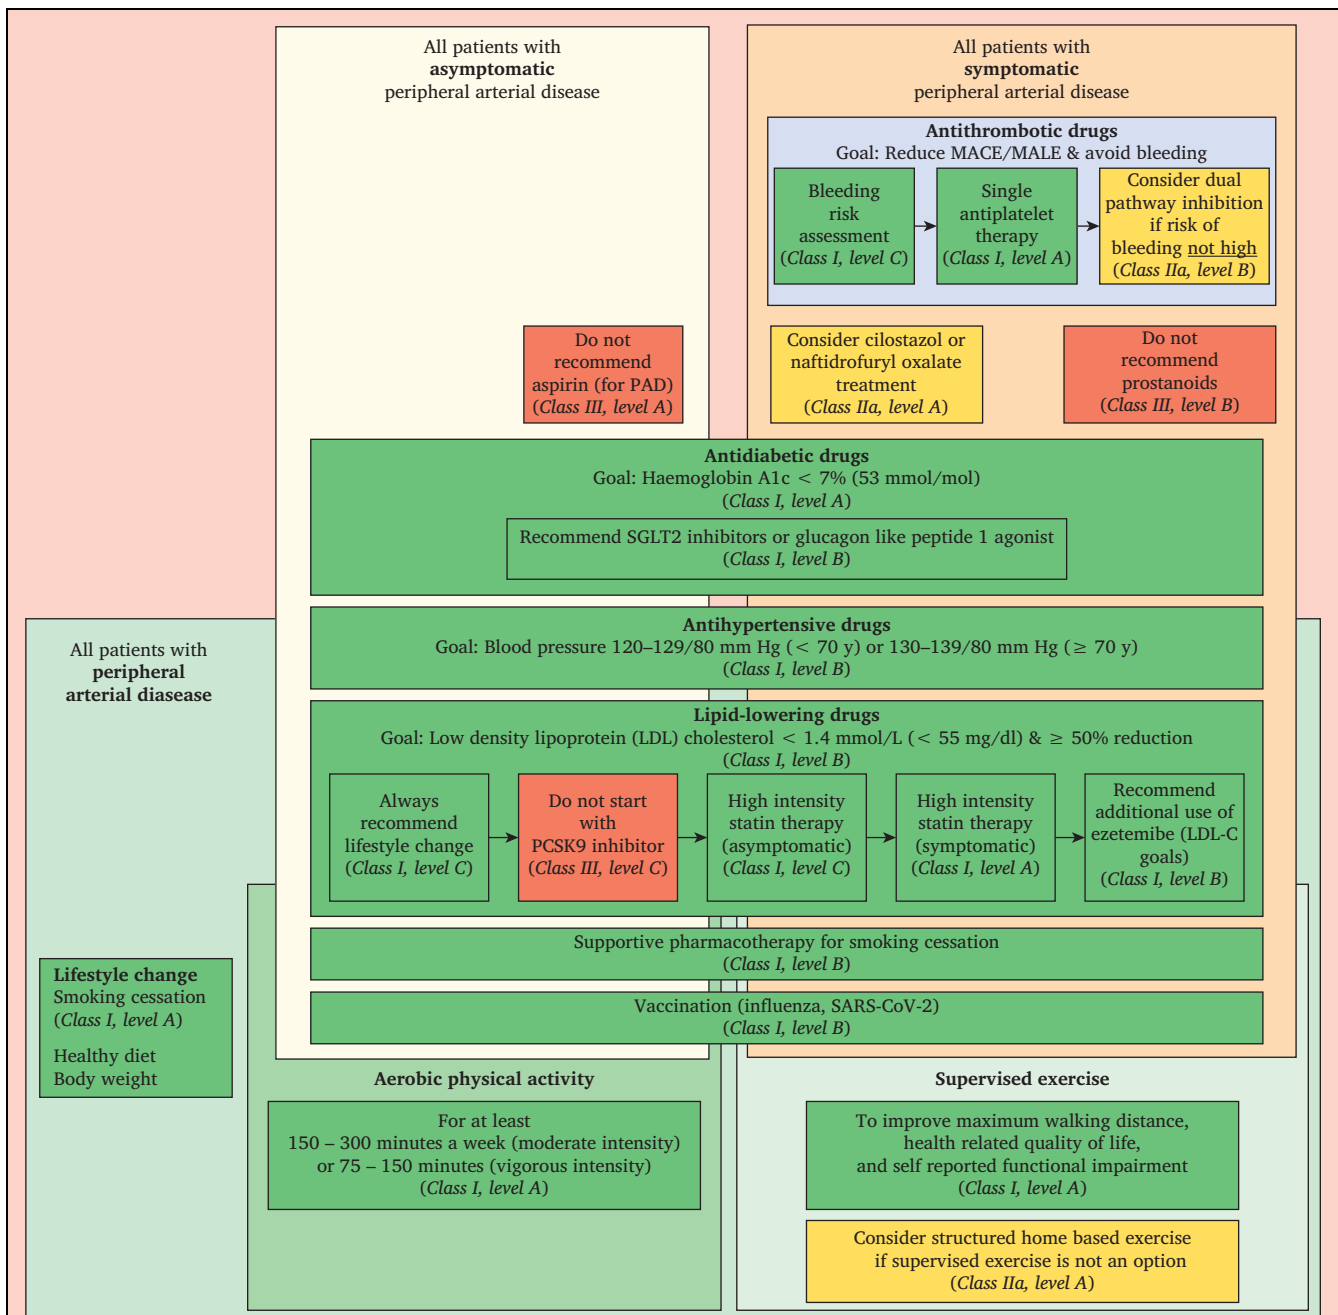 All patients with
asymptomatic
peripheral arterial disease
All patients with
symptomatic
peripheral arterial disease
Antithrombotic drugs
Goal: Reduce MACE/MALE & avoid bleeding
Bleeding
risk
assessment
(Class I, level C)
Single
antiplatelet
therapy
(Class I, level A)
Consider dual
pathway inhibition
if risk of
bleeding not high
(Class IIa, level B)
Do not
recommend
aspirin (for PAD)
(Class III, level A)
Consider cilostazol or
naftidrofuryl oxalate
treatment
(Class IIa, level A)
Do not
recommend
prostanoids
(Class III, level B)
Antidiabetic drugs
Goal: Haemoglobin A1c < 7% (53 mmol/mol)
(Class I, level A)
Recommend SGLT2 inhibitors or glucagon like peptide 1 agonist
(Class I, level B)
Antihypertensive drugs
Goal: Blood pressure 120–129/80 mm Hg (< 70 y) or 130–139/80 mm Hg (≥ 70 y)
(Class I, level B)
All patients with
peripheral
arterial diasease
Lipid-lowering drugs
Goal: Low density lipoprotein (LDL) cholesterol < 1.4 mmol/L (< 55 mg/dl) & ≥ 50% reduction
(Class I, level B)
Always
recommend
lifestyle change
(Class I, level C)
Do not start
with
PCSK9 inhibitor
(Class III, level C)
High intensity
statin therapy
(asymptomatic)
(Class I, level C)
High intensity
statin therapy
(symptomatic)
(Class I, level A)
Recommend
additional use of
ezetemibe (LDL-C
goals)
(Class I, level B)
Supportive pharmacotherapy for smoking cessation
(Class I, level B)
Vaccination (influenza, SARS-CoV-2)
(Class I, level B)
Lifestyle change
Smoking cessation
(Class I, level A)
Healthy diet
Body weight
Aerobic physical activity
For at least
150 – 300 minutes a week (moderate intensity)
or 75 – 150 minutes (vigorous intensity)
(Class I, level A)
Supervised exercise
To improve maximum walking distance,
health related quality of life,
and self reported functional impairment
(Class I, level A)
Consider structured home based exercise
if supervised exercise is not an option
(Class IIa, level A)